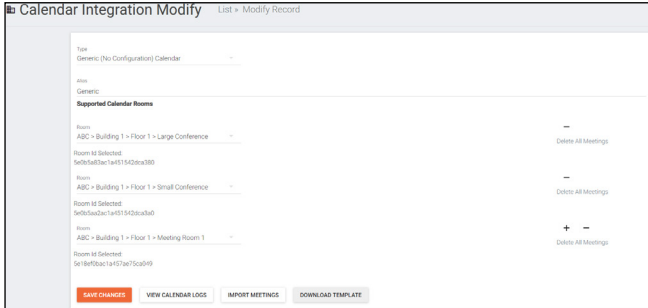 Calendar Integration Modify List » Modify Record
Type
Generic (No Configuration) Calendar
Alias
Generic
Supported Calendar Rooms
Room
ABC > Building 1 > Floor 1 > Large Conference
Delete All Meetings
Room Id Selected:
5e0b5a83ac1a451542dca380
Room
ABC > Building 1 > Floor 1 > Small Conference
Delete All Meetings
Room Id Selected:
5e0b5aa2ac1a451542dca3a0
Room
ABC > Building 1 > Floor 1 > Meeting Room 1
Delete All Meetings
Room Id Selected:
5e18ef0bac1a457ae75ca949
SAVE CHANGES VIEW CALENDAR LOGS IMPORT MEETINGS DOWNLOAD TEMPLATE